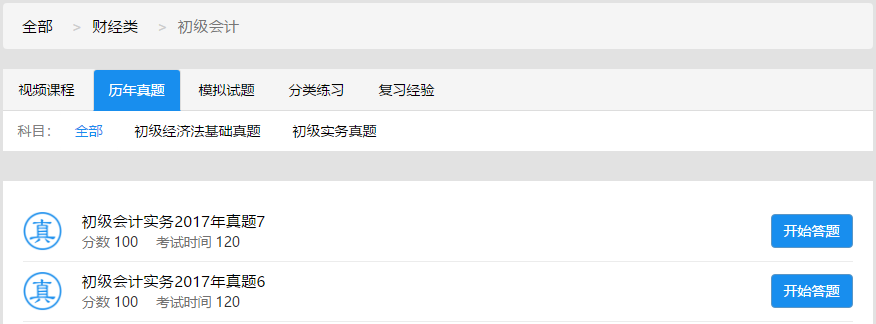 全部 > 财经类 > 初级会计
视频课程 历年真题 模拟试题 分类练习 复习经验
科目： 全部 初级经济法基础真题 初级实务真题
真 初级会计实务2017年真题7
分数 100 考试时间 120 开始答题
真 初级会计实务2017年真题6
分数 100 考试时间 120 开始答题